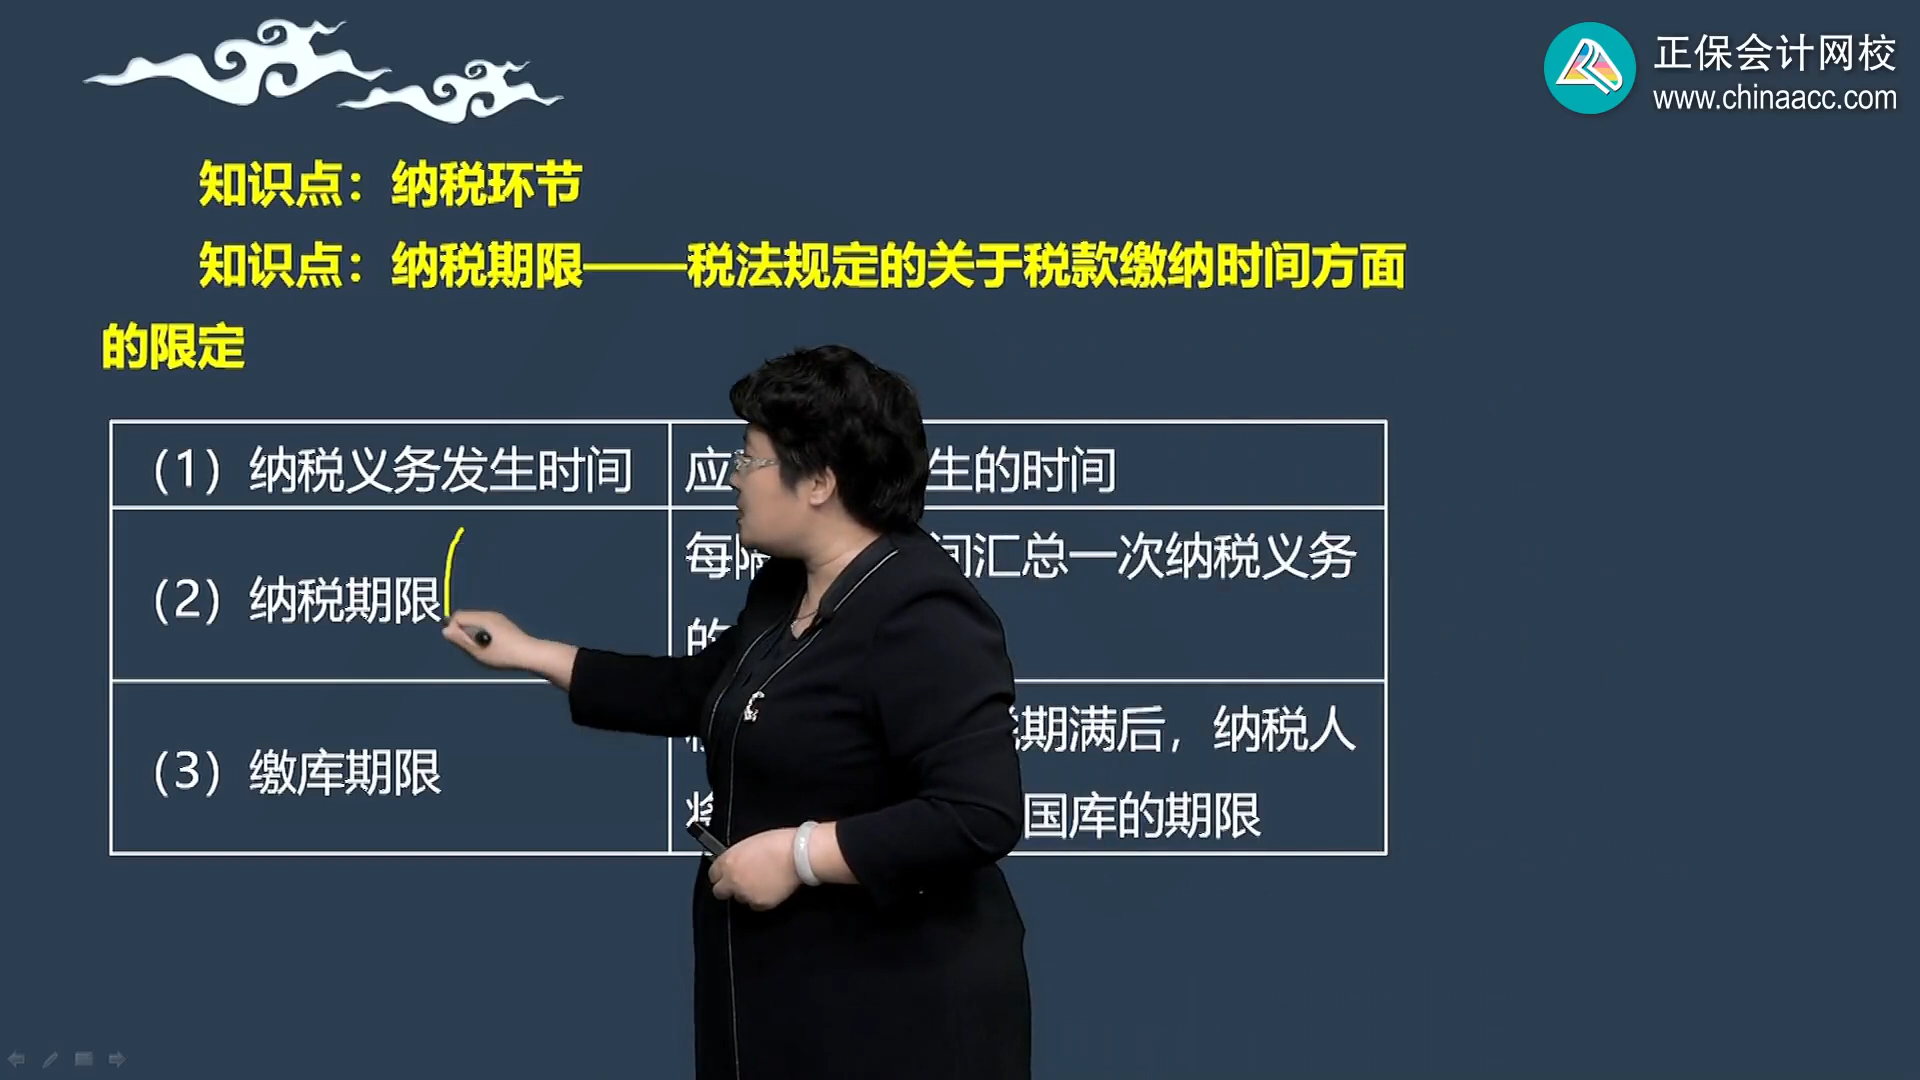 正保会计网校
www.chinaacc.com
知识点：纳税环节
知识点：纳税期限——税法规定的关于税款缴纳时间方面
的限定
（1）纳税义务发生时间
应 生的时间
（2）纳税期限
每隔 间汇总一次纳税义务
的
（3）缴库期限
期满后，纳税人
国库的期限